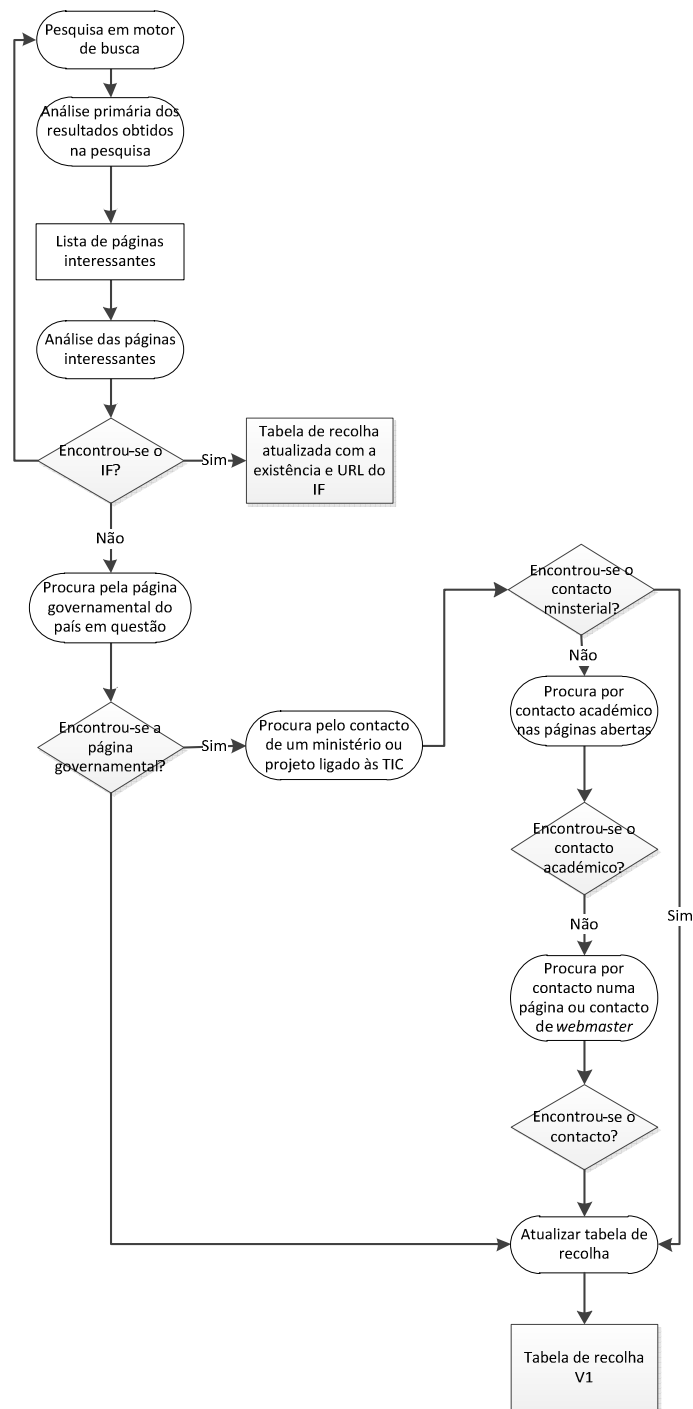 Pesquisa em motor
de busca
Análise primária dos
resultados obtidos
na pesquisa
Lista de páginas
interessantes
Análise das páginas
interessantes
Encontrou-se o
IF?
Sim
Tabela de recolha
atualizada com a
existência e URL do
IF
Não
Procura pela página
governamental do
país em questão
Encontrou-se a
página
governamental?
Sim
Procura pelo contacto
de um ministério ou
projeto ligado às TIC
Encontrou-se o
contacto
minsterial?
Não
Procura por
contacto académico
nas páginas abertas
Encontrou-se o
contacto
académico?
Sim
Não
Procura por
contacto numa
página ou contacto
de webmaster
Encontrou-se o
contacto?
Atualizar tabela de
recolha
Tabela de recolha
V1